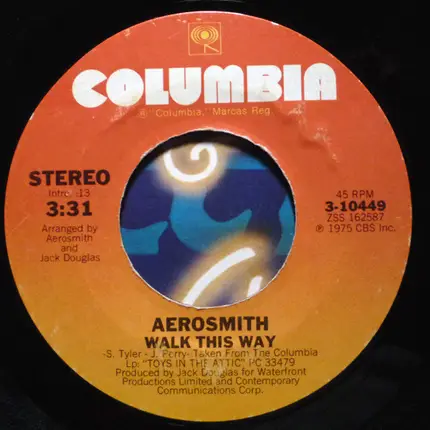 COLUMBIA
® "Columbia," Marcas Reg.
STEREO
Intro :13
3:31
Arranged by
Aerosmith
and
Jack Douglas
45 RPM
3-10449
ZSS 162587
℗ 1975 CBS Inc.
AEROSMITH
WALK THIS WAY
-S. Tyler - J. Perry- Taken From The Columbia
Lp: "TOYS IN THE ATTIC" PC 33479
Produced by Jack Douglas for Waterfront
Productions Limited and Contemporary
Communications Corp.